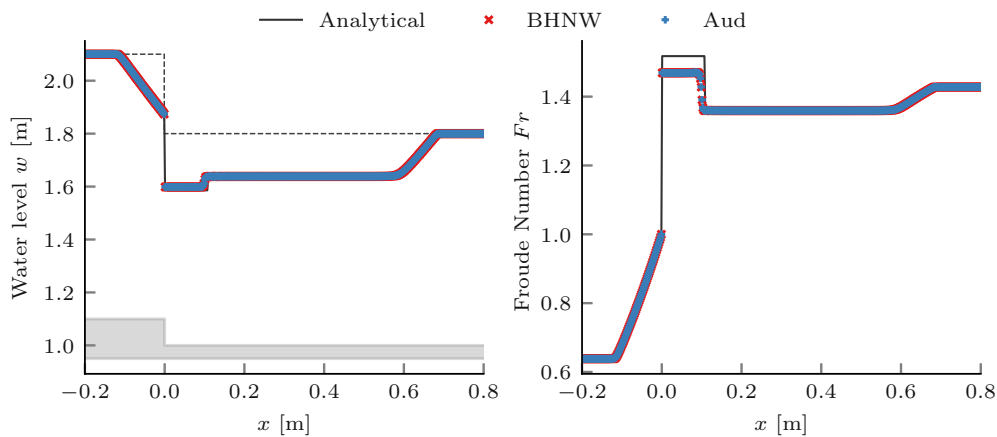 Analytical BHNW Aud
Water level w [m]
2.0
1.8
1.6
1.4
1.2
1.0
−0.2 0.0 0.2 0.4 0.6 0.8
x [m]
Froude Number Fr
1.4
1.2
1.0
0.8
0.6
−0.2 0.0 0.2 0.4 0.6 0.8
x [m]